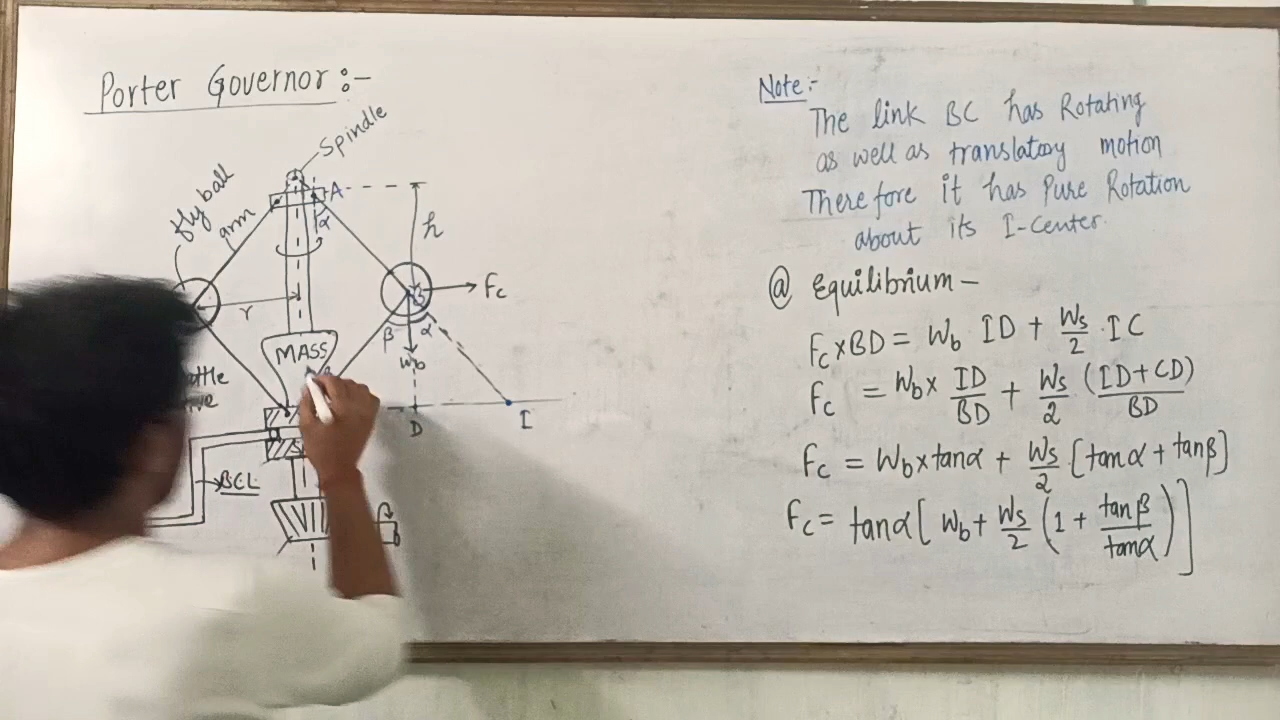 Porter Governor:-
Spindle
fly ball
arm
A
α
h
B
Fc
r
β α
Wb
MASS
D
I
BCL
Note:-
The link BC has Rotating
as well as translatory motion
Therefore it has Pure Rotation
about its I-Center.
@ Equilibrium -
Fc × BD = Wb ID + Ws/2 . IC
Fc = Wb × ID/BD + Ws/2 (ID+CD)/BD
Fc = Wb × tanα + Ws/2 [tanα + tanβ]
Fc = tanα [ Wb + Ws/2 (1 + tanβ/tanα) ]